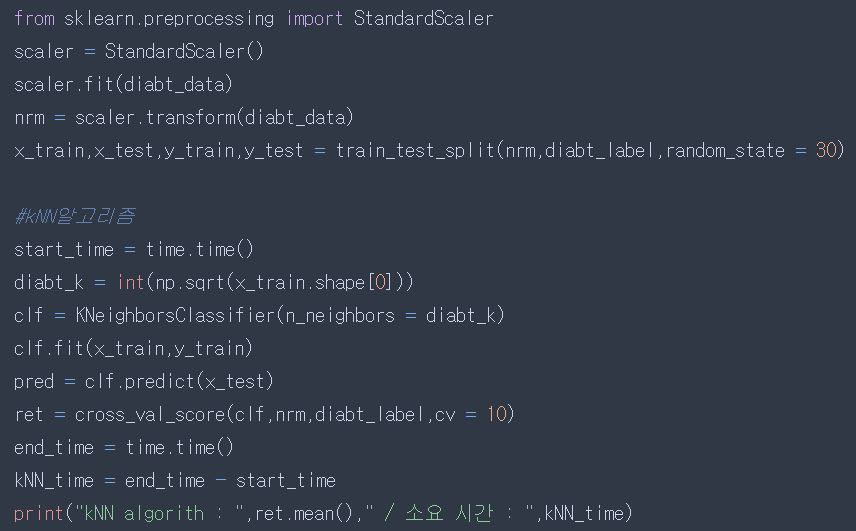 from sklearn.preprocessing import StandardScaler
scaler = StandardScaler()
scaler.fit(diabt_data)
nrm = scaler.transform(diabt_data)
x_train,x_test,y_train,y_test = train_test_split(nrm,diabt_label,random_state = 30)
#kNN알고리즘
start_time = time.time()
diabt_k = int(np.sqrt(x_train.shape[0]))
clf = KNeighborsClassifier(n_neighbors = diabt_k)
clf.fit(x_train,y_train)
pred = clf.predict(x_test)
ret = cross_val_score(clf,nrm,diabt_label,cv = 10)
end_time = time.time()
kNN_time = end_time - start_time
print("kNN algorith : ",ret.mean()," / 소요 시간 : ",kNN_time)